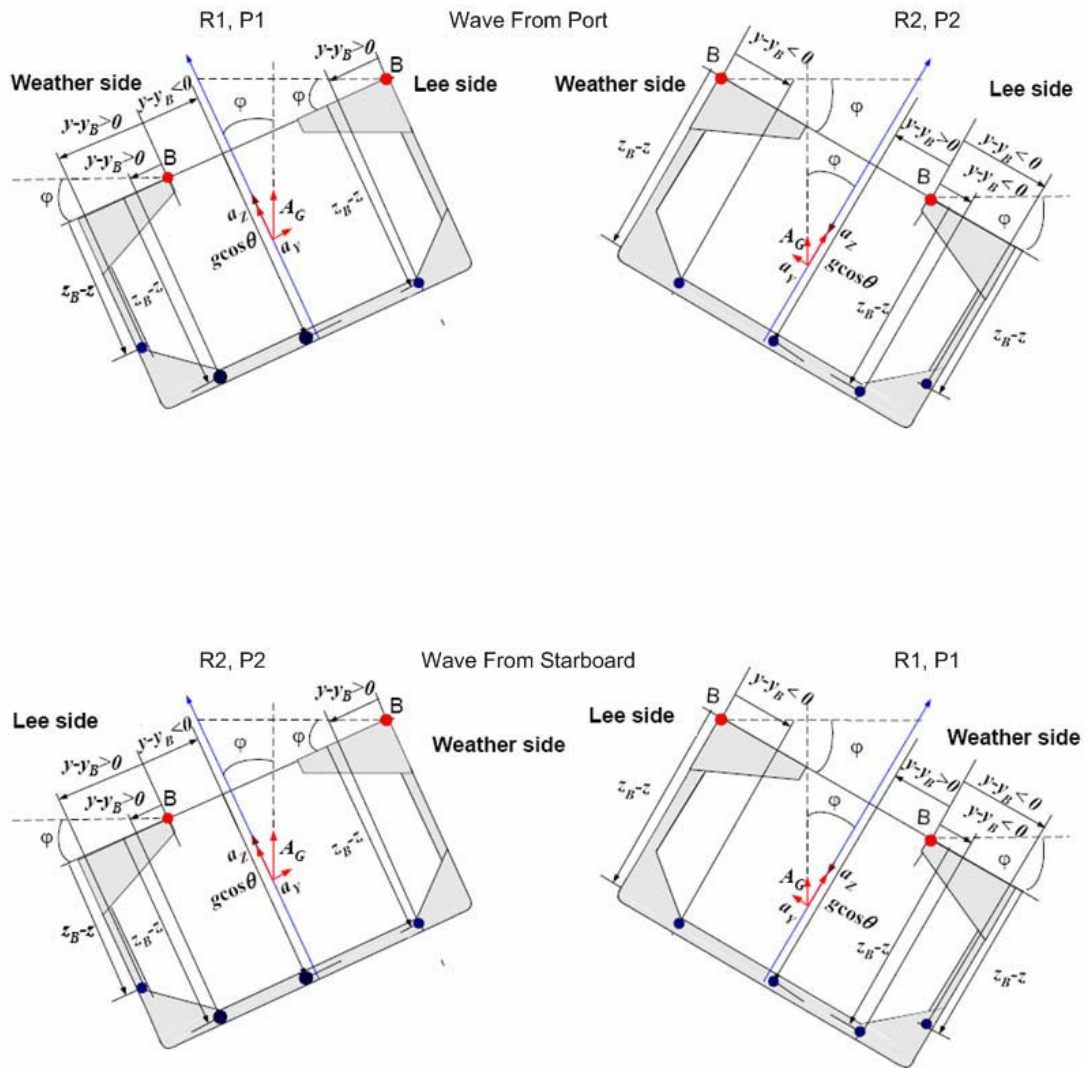 R1, P1 Wave From Port R2, P2
y-y_B>0 B
Weather side Lee side
y-y_B<0
y-y_B>0
y-y_B>0
B
φ φ
φ
z_B-z
z_B-z
z_B-z
a_Z A_G
gcosθ a_Y
y-y_B<0
B
Weather side Lee side
φ
z_B-z
y-y_B>0
y-y_B<0
y-y_B<0
B
φ
φ
A_G a_Z
a_Y gcosθ
z_B-z
z_B-z
R2, P2 Wave From Starboard R1, P1
y-y_B>0 B
Lee side Weather side
y-y_B<0
y-y_B>0
y-y_B>0
B
φ φ
φ
z_B-z
z_B-z
z_B-z
a_Z A_G
gcosθ a_Y
y-y_B<0
B
Lee side Weather side
φ
z_B-z
y-y_B>0
y-y_B<0
y-y_B<0
B
φ
φ
A_G a_Z
a_Y gcosθ
z_B-z
z_B-z